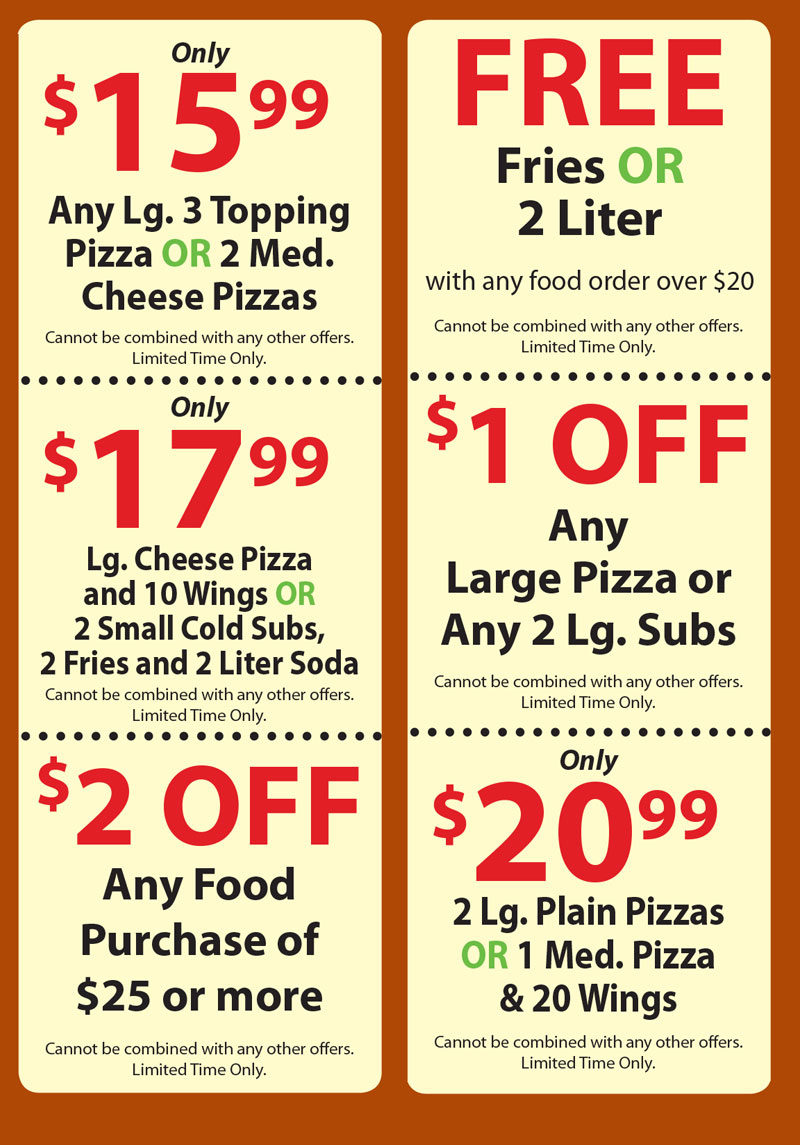 Only
$15 99
Any Lg. 3 Topping
Pizza OR 2 Med.
Cheese Pizzas
Cannot be combined with any other offers.
Limited Time Only.
Only
$17 99
Lg. Cheese Pizza
and 10 Wings OR
2 Small Cold Subs,
2 Fries and 2 Liter Soda
Cannot be combined with any other offers.
Limited Time Only.
$2 OFF
Any Food
Purchase of
$25 or more
Cannot be combined with any other offers.
Limited Time Only.
FREE
Fries OR
2 Liter
with any food order over $20
Cannot be combined with any other offers.
Limited Time Only.
$1 OFF
Any
Large Pizza or
Any 2 Lg. Subs
Cannot be combined with any other offers.
Limited Time Only.
Only
$20 99
2 Lg. Plain Pizzas
OR 1 Med. Pizza
& 20 Wings
Cannot be combined with any other offers.
Limited Time Only.